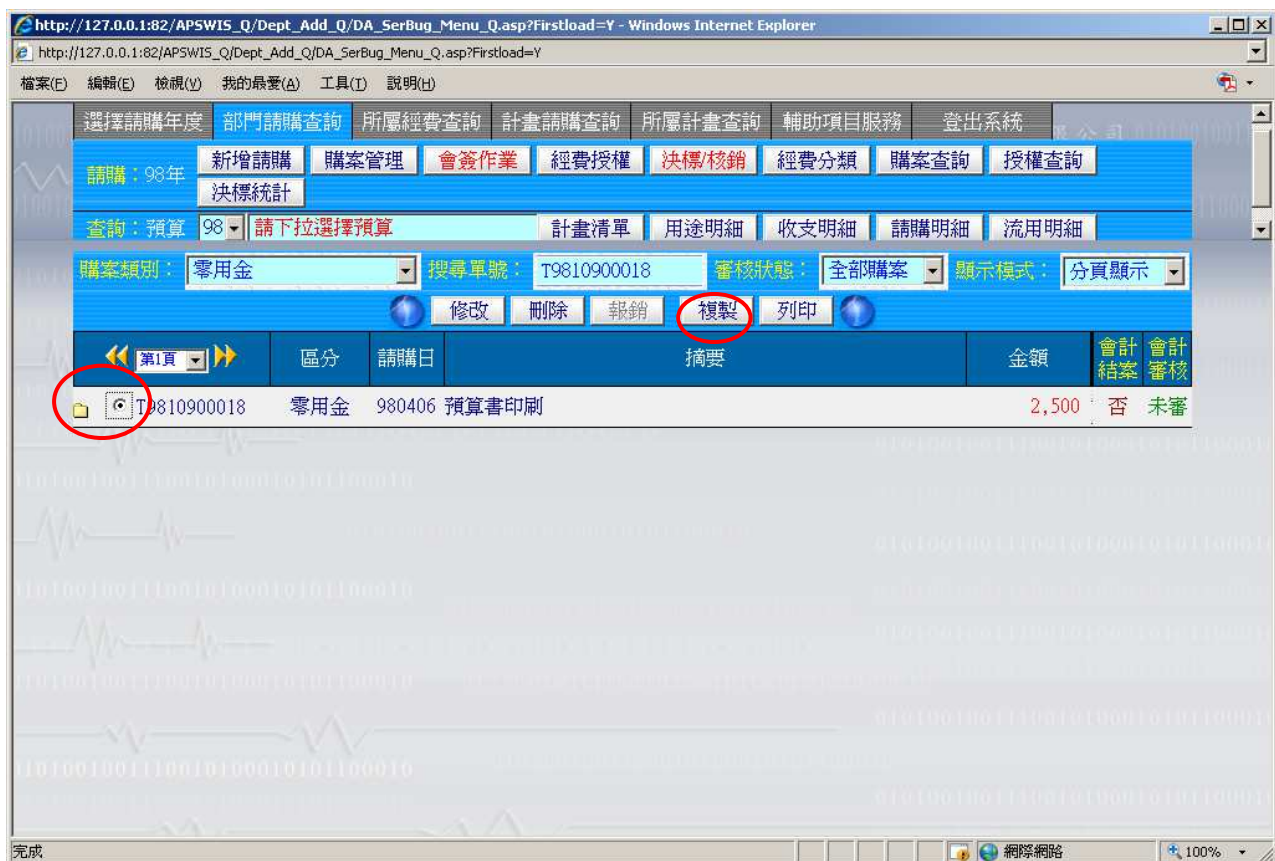 http://127.0.0.1:82/APSWIS_Q/Dept_Add_Q/DA_SerBug_Menu_Q.asp?Firstload=Y - Windows Internet Explorer
http://127.0.0.1:82/APSWIS_Q/Dept_Add_Q/DA_SerBug_Menu_Q.asp?Firstload=Y
檔案(F) 編輯(E) 檢視(V) 我的最愛(A) 工具(T) 說明(H)
選擇請購年度 部門請購查詢 所屬經費查詢 計畫請購查詢 所屬計畫查詢 輔助項目服務 登出系統
請購：98年 新增請購 購案管理 會簽作業 經費授權 決標/核銷 經費分類 購案查詢 授權查詢
決標統計
查詢：預算 98 請下拉選擇預算 計畫清單 用途明細 收支明細 請購明細 流用明細
購案類別： 零用金 搜尋單號： T9810900018 審核狀態： 全部購案 顯示模式： 分頁顯示
修改 刪除 報銷 複製 列印
第1頁 區分 請購日 摘要 金額 會計結案 會計審核
T9810900018 零用金 980406 預算書印刷 2,500 否 未審
完成 網際網路 100%